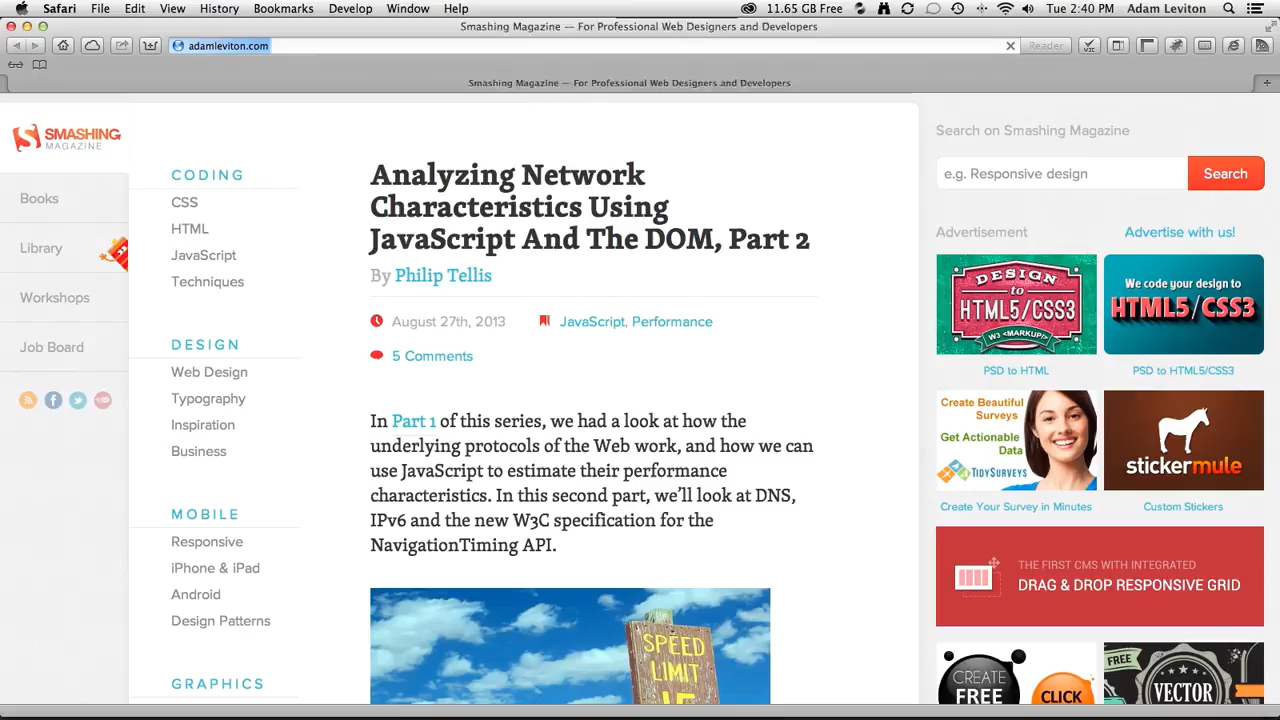 Safari File Edit View History Bookmarks Develop Window Help 11.65 GB Free Tue 2:40 PM Adam Leviton
Smashing Magazine — For Professional Web Designers and Developers
adamleviton.com Reader
Smashing Magazine — For Professional Web Designers and Developers
SMASHING
MAGAZINE
Books
Library
Workshops
Job Board
CODING
CSS
HTML
JavaScript
Techniques
DESIGN
Web Design
Typography
Inspiration
Business
MOBILE
Responsive
iPhone & iPad
Android
Design Patterns
GRAPHICS
Analyzing Network
Characteristics Using
JavaScript And The DOM, Part 2
By Philip Tellis
August 27th, 2013 JavaScript, Performance
5 Comments
In Part 1 of this series, we had a look at how the
underlying protocols of the Web work, and how we can
use JavaScript to estimate their performance
characteristics. In this second part, we’ll look at DNS,
IPv6 and the new W3C specification for the
NavigationTiming API.
SPEED
LIMIT
15
Search on Smashing Magazine
e.g. Responsive design Search
Advertisement Advertise with us!
DESIGN
to
HTML5/CSS3
W3 <MARKUP/>
PSD to HTML
We code your design to
HTML5/CSS3
PSD to HTML5/CSS3
Create Beautiful
Surveys
Get Actionable
Data
TIDYSURVEYS
Create Your Survey in Minutes
stickermule
Custom Stickers
THE FIRST CMS WITH INTEGRATED
DRAG & DROP RESPONSIVE GRID
CREATE
FREE
CLICK
FREE
VECTOR